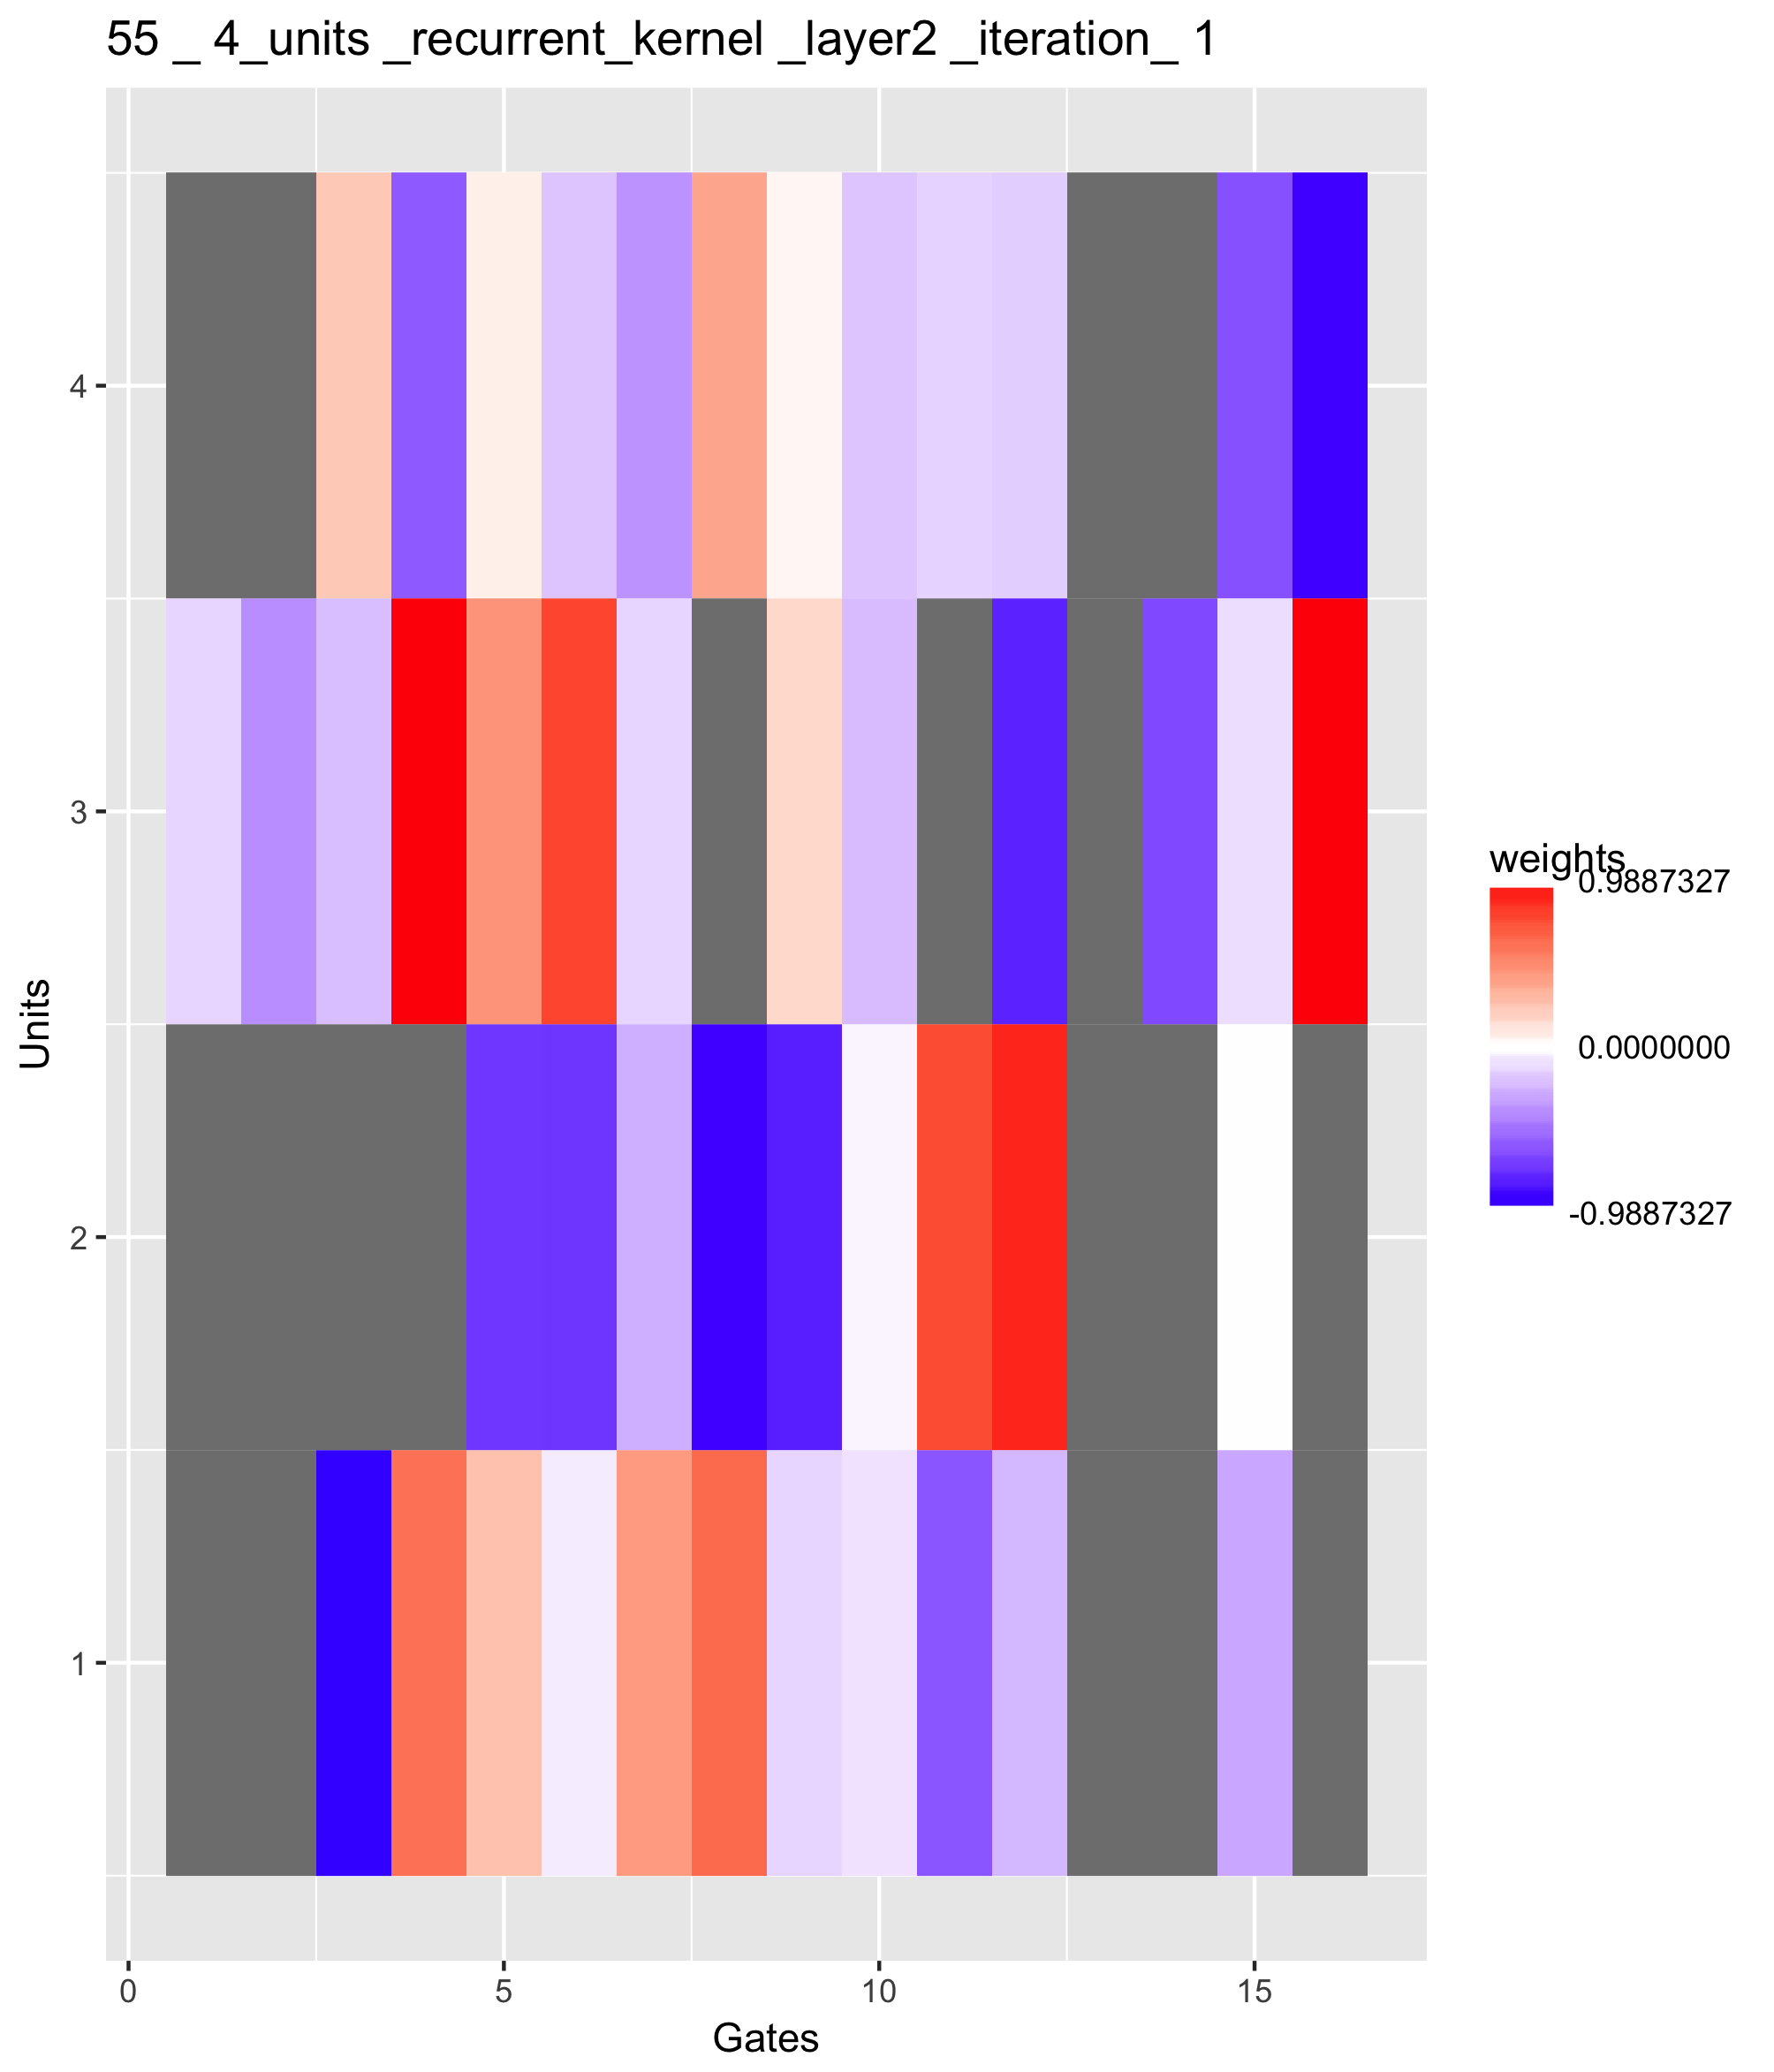 55 _ 4_units _recurrent_kernel _layer2 _iteration_ 1
4
3
2
1
Units
0 5 10 15
Gates
weights
0.9887327
0.0000000
-0.9887327